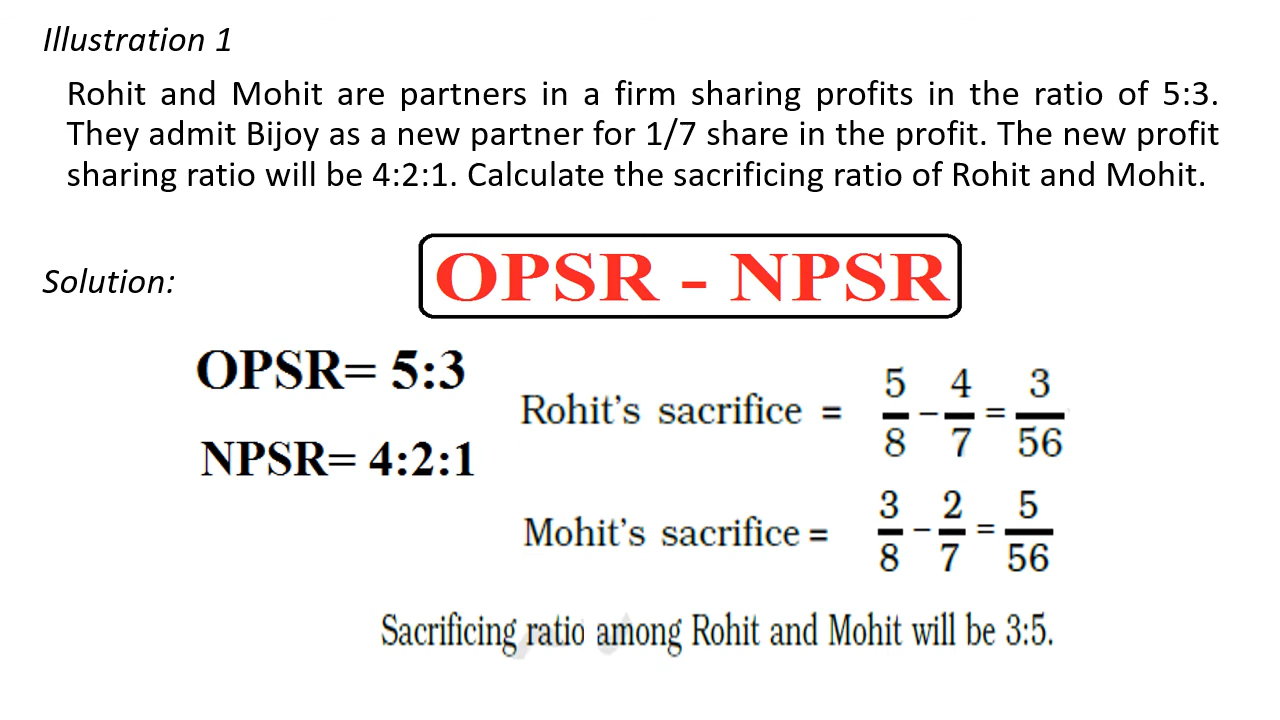 Illustration 1
Rohit and Mohit are partners in a firm sharing profits in the ratio of 5:3.
They admit Bijoy as a new partner for 1/7 share in the profit. The new profit
sharing ratio will be 4:2:1. Calculate the sacrificing ratio of Rohit and Mohit.
Solution:
OPSR - NPSR
OPSR= 5:3
Rohit's sacrifice = 5/8 – 4/7 = 3/56
NPSR= 4:2:1
Mohit's sacrifice = 3/8 – 2/7 = 5/56
Sacrificing ratio among Rohit and Mohit will be 3:5.